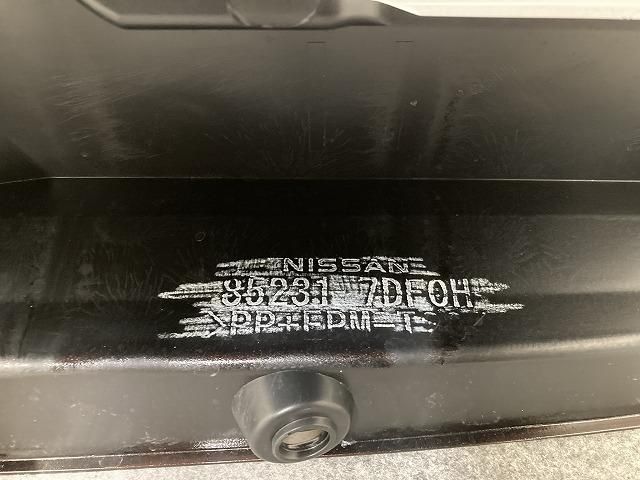 NISSAN
85231 7DF0H
>PP+EPM-T